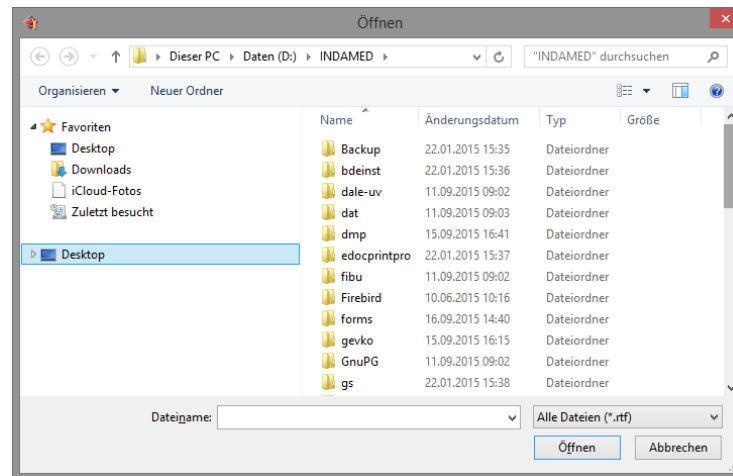 Öffnen
Dieser PC Daten (D:) INDAMED "INDAMED" durchsuchen
Organisieren Neuer Ordner
Favoriten
Desktop
Downloads
iCloud-Fotos
Zuletzt besucht
Desktop
Name Änderungsdatum Typ Größe
Backup 22.01.2015 15:35 Dateiordner
bdeinst 22.01.2015 15:36 Dateiordner
dale-uv 11.09.2015 09:02 Dateiordner
dat 11.09.2015 09:03 Dateiordner
dmp 15.09.2015 16:41 Dateiordner
edocprintpro 22.01.2015 15:37 Dateiordner
fibu 11.09.2015 09:02 Dateiordner
Firebird 10.06.2015 10:16 Dateiordner
forms 16.09.2015 14:40 Dateiordner
gevko 15.09.2015 16:15 Dateiordner
GnuPG 11.09.2015 09:02 Dateiordner
gs 22.01.2015 15:38 Dateiordner
Dateiname: Alle Dateien (*.rtf)
Öffnen Abbrechen